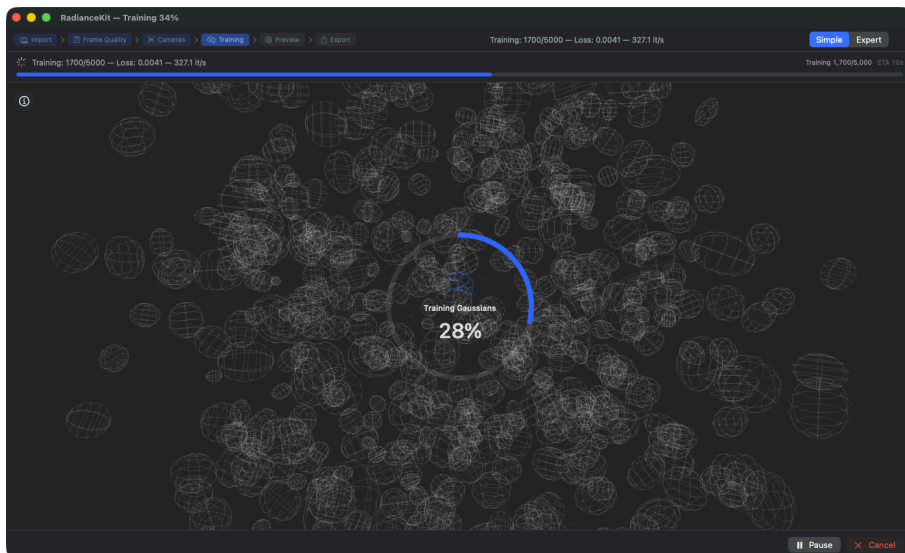 RadianceKit — Training 34%
Import > Frame Quality > Cameras > Training > Preview > Export
Training: 1700/5000 — Loss: 0.0041 — 327.1 it/s
Simple Expert
Training: 1700/5000 — Loss: 0.0041 — 327.1 it/s
Training 1,700/5,000 ETA 10s
Training Gaussians
28%
Pause
Cancel